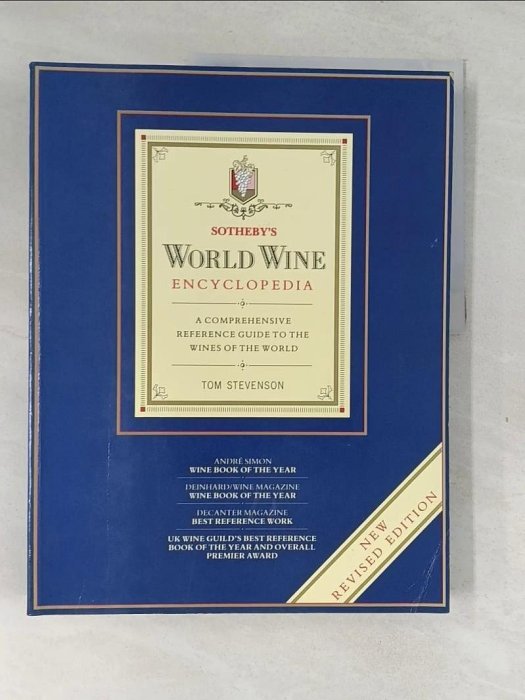 SOTHEBY'S
WORLD WINE
ENCYCLOPEDIA
A COMPREHENSIVE
REFERENCE GUIDE TO THE
WINES OF THE WORLD
TOM STEVENSON
ANDRÉ SIMON
WINE BOOK OF THE YEAR
DEINHARD/WINE MAGAZINE
WINE BOOK OF THE YEAR
DECANTER MAGAZINE
BEST REFERENCE WORK
UK WINE GUILD'S BEST REFERENCE
BOOK OF THE YEAR AND OVERALL
PREMIER AWARD
NEW
REVISED EDITION